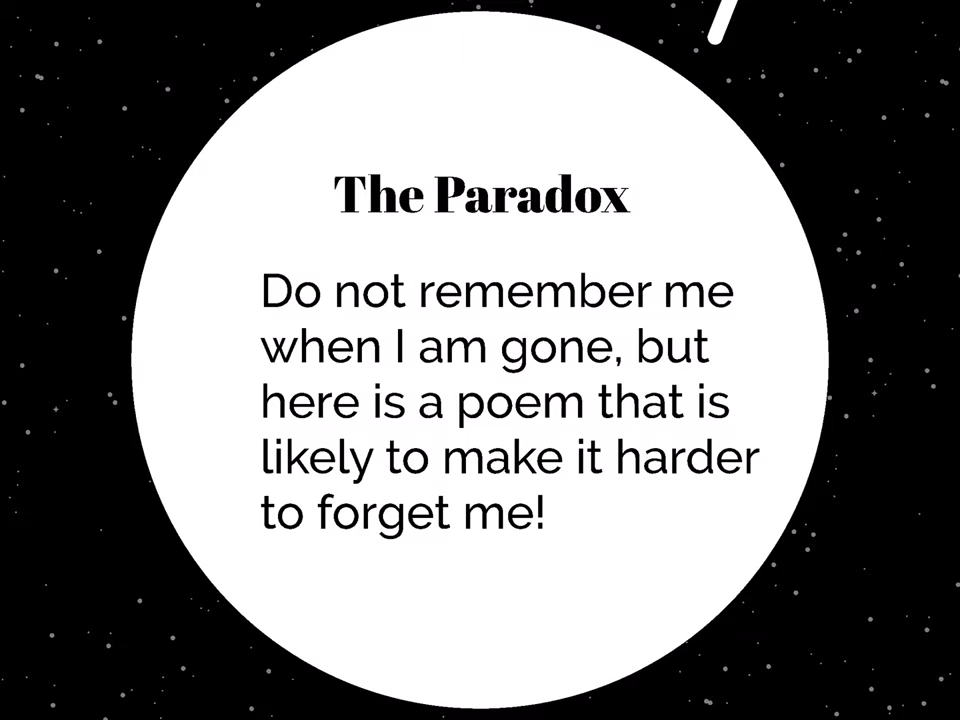 The Paradox
Do not remember me
when I am gone, but
here is a poem that is
likely to make it harder
to forget me!